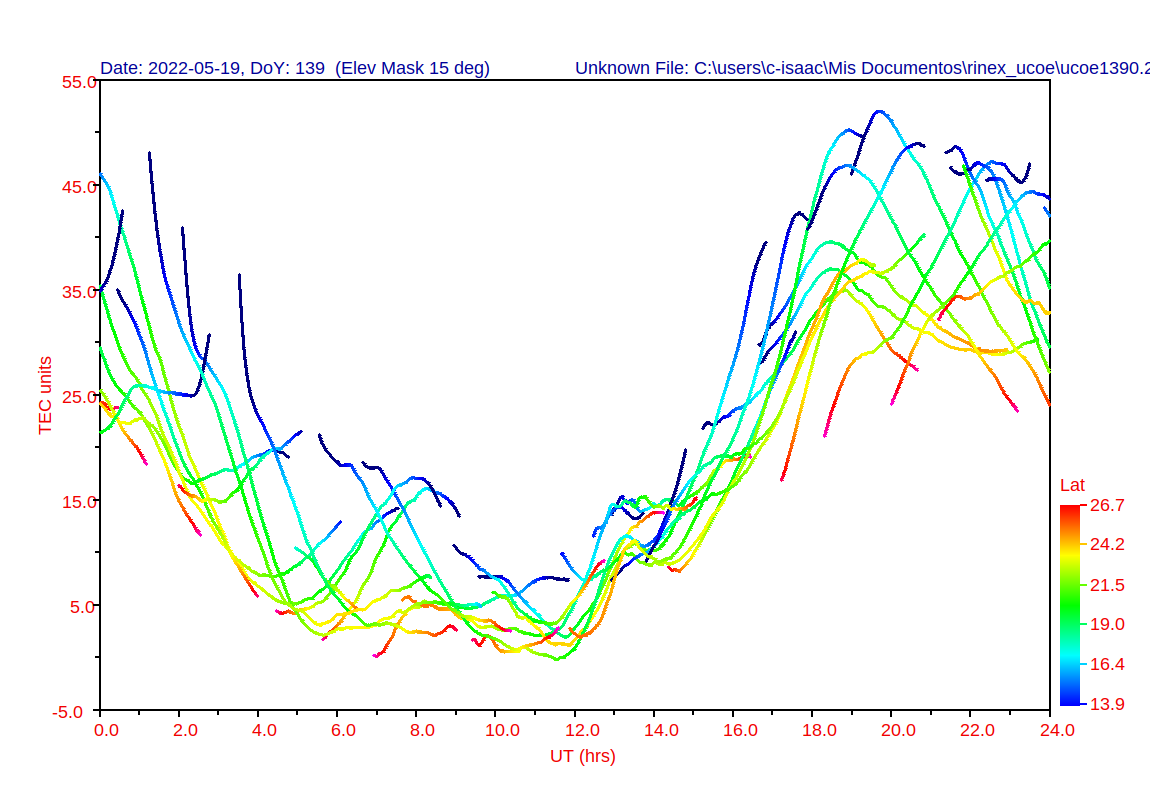 Date: 2022-05-19, DoY: 139  (Elev Mask 15 deg)    Unknown File: C:\users\c-isaac\Mis Documentos\rinex_ucoe\ucoe1390.2
55.0
45.0
35.0
25.0
15.0
5.0
-5.0
TEC units
0.0 2.0 4.0 6.0 8.0 10.0 12.0 14.0 16.0 18.0 20.0 22.0 24.0
UT (hrs)
Lat
26.7
24.2
21.5
19.0
16.4
13.9